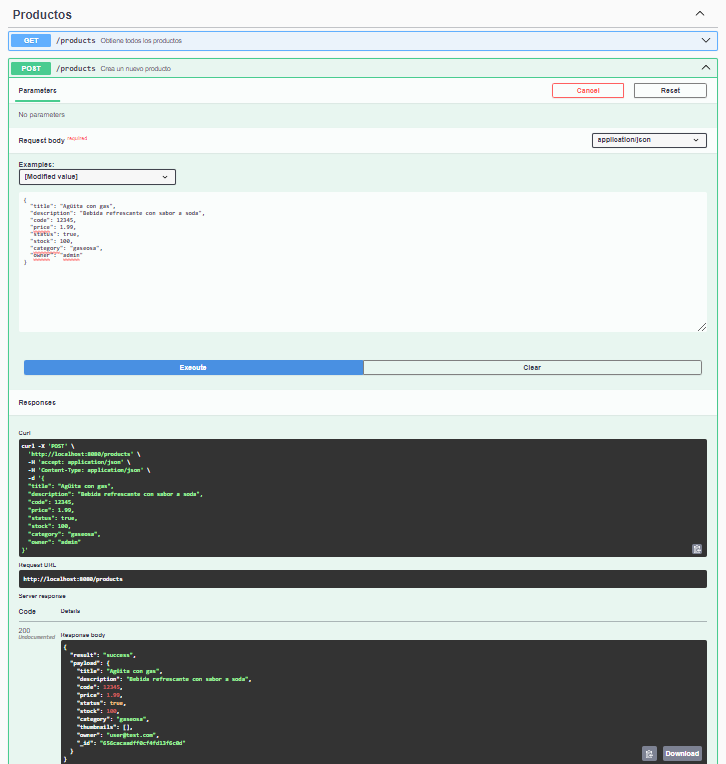 Productos
GET /products Obtiene todos los productos
POST /products Crea un nuevo producto
Parameters Cancel Reset
No parameters
Request body required application/json
Examples:
[Modified value]
{
"title": "Agüita con gas",
"description": "Bebida refrescante con sabor a soda",
"code": 12345,
"price": 1.99,
"status": true,
"stock": 100,
"category": "gaseosa",
"owner": "admin"
}
Execute Clear
Responses
Curl
curl -X 'POST' \
'http://localhost:8080/products' \
-H 'accept: application/json' \
-H 'Content-Type: application/json' \
-d '{
"title": "Agüita con gas",
"description": "Bebida refrescante con sabor a soda",
"code": 12345,
"price": 1.99,
"status": true,
"stock": 100,
"category": "gaseosa",
"owner": "admin"
}'
Request URL
http://localhost:8080/products
Server response
Code Details
200
Undocumented
Response body
{
"result": "success",
"payload": {
"title": "Agüita con gas",
"description": "Bebida refrescante con sabor a soda",
"code": 12345,
"price": 1.99,
"status": true,
"stock": 100,
"category": "gaseosa",
"thumbnails": [],
"owner": "user@test.com",
"_id":
}
}
Download